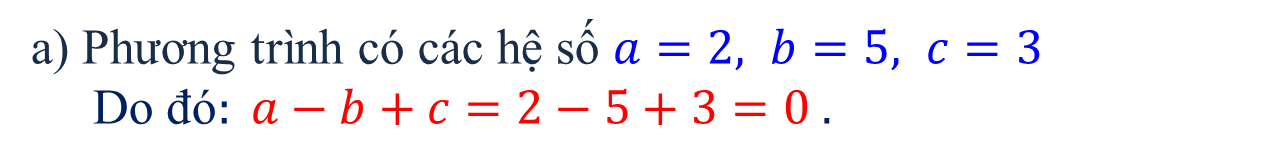 a) Phương trình có các hệ số a = 2, b = 5, c = 3
Do đó: a − b + c = 2 − 5 + 3 = 0 .